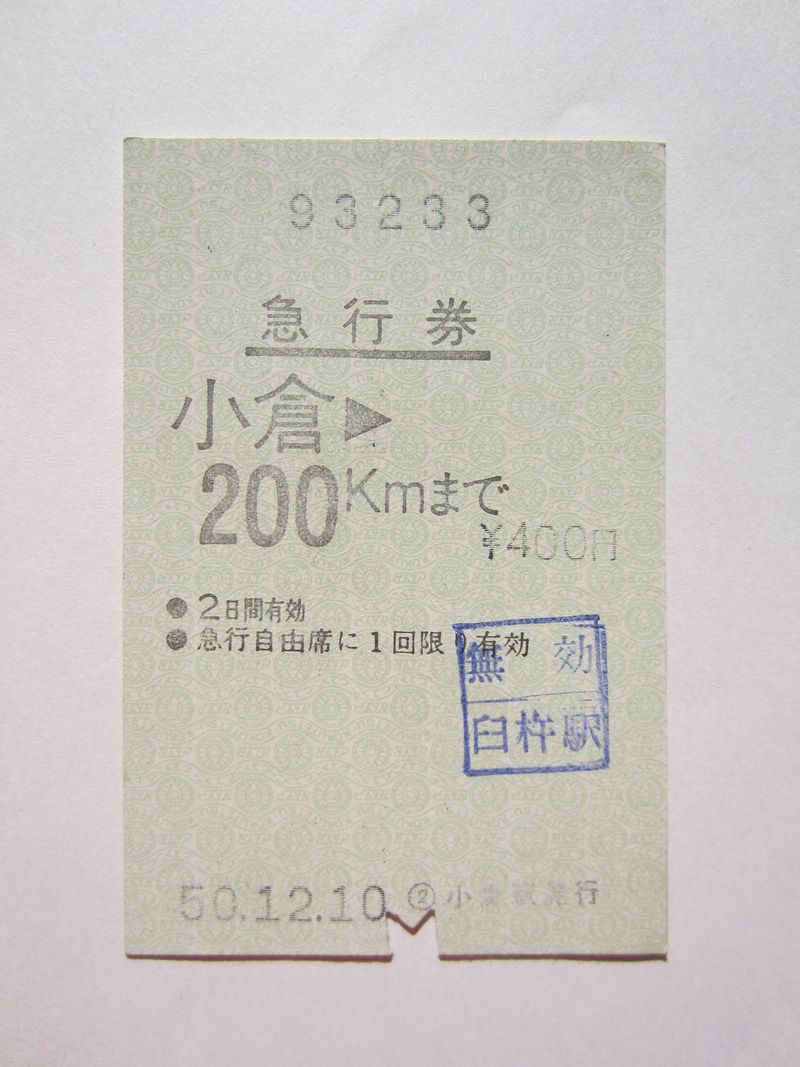 93233
急行券
小倉▶
200Kmまで
¥400円
●2日間有効
●急行自由席に1回限り有効
無効
臼杵駅
50.12.10 ②小倉駅発行